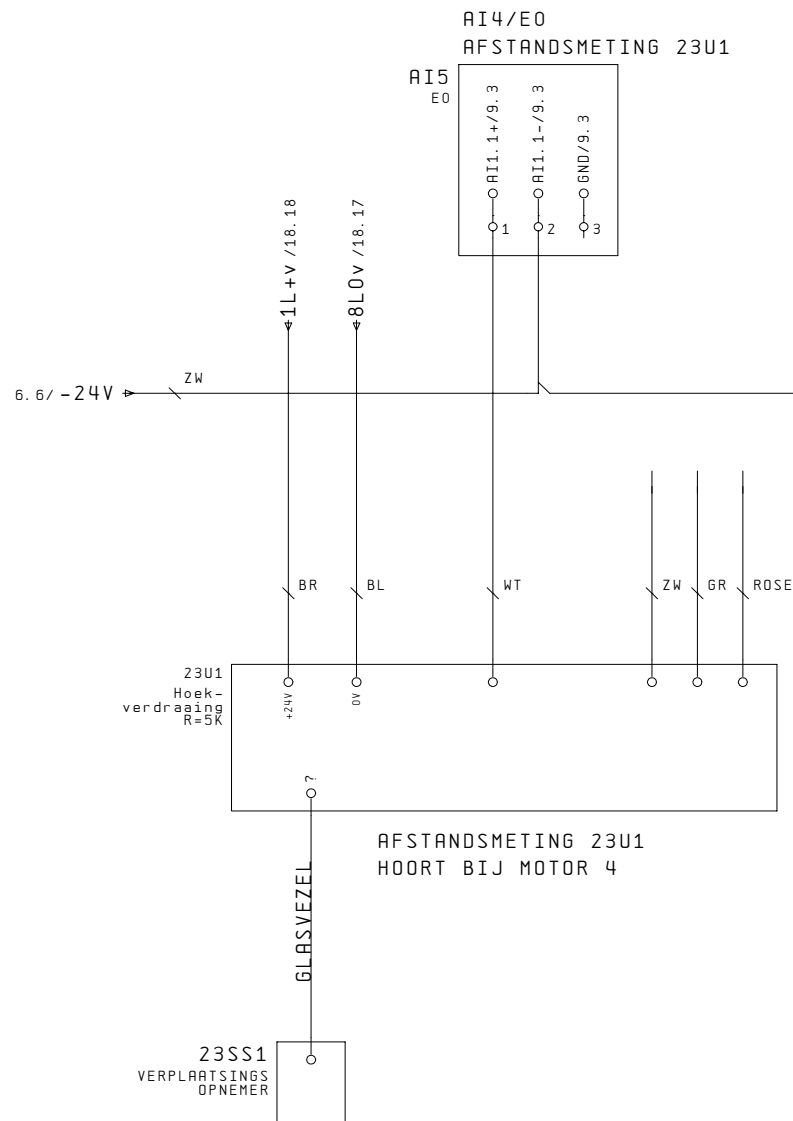 AI4/EO
AFSTANDSMETING 23U1
AI5
EO
AI1.1+/9.3
AI1.1-/9.3
GND/9.3
1
2
3
1L+v /18.18
8L0v /18.17
6.6/ -24V
ZW
BR
BL
WT
ZW
GR
ROSE
23U1
Hoek-
verdraaing
R=5K
+24V
0V
?
AFSTANDSMETING 23U1
HOORT BIJ MOTOR 4
GLASVEZEL
23SS1
VERPLAATSINGS
OPNEMER